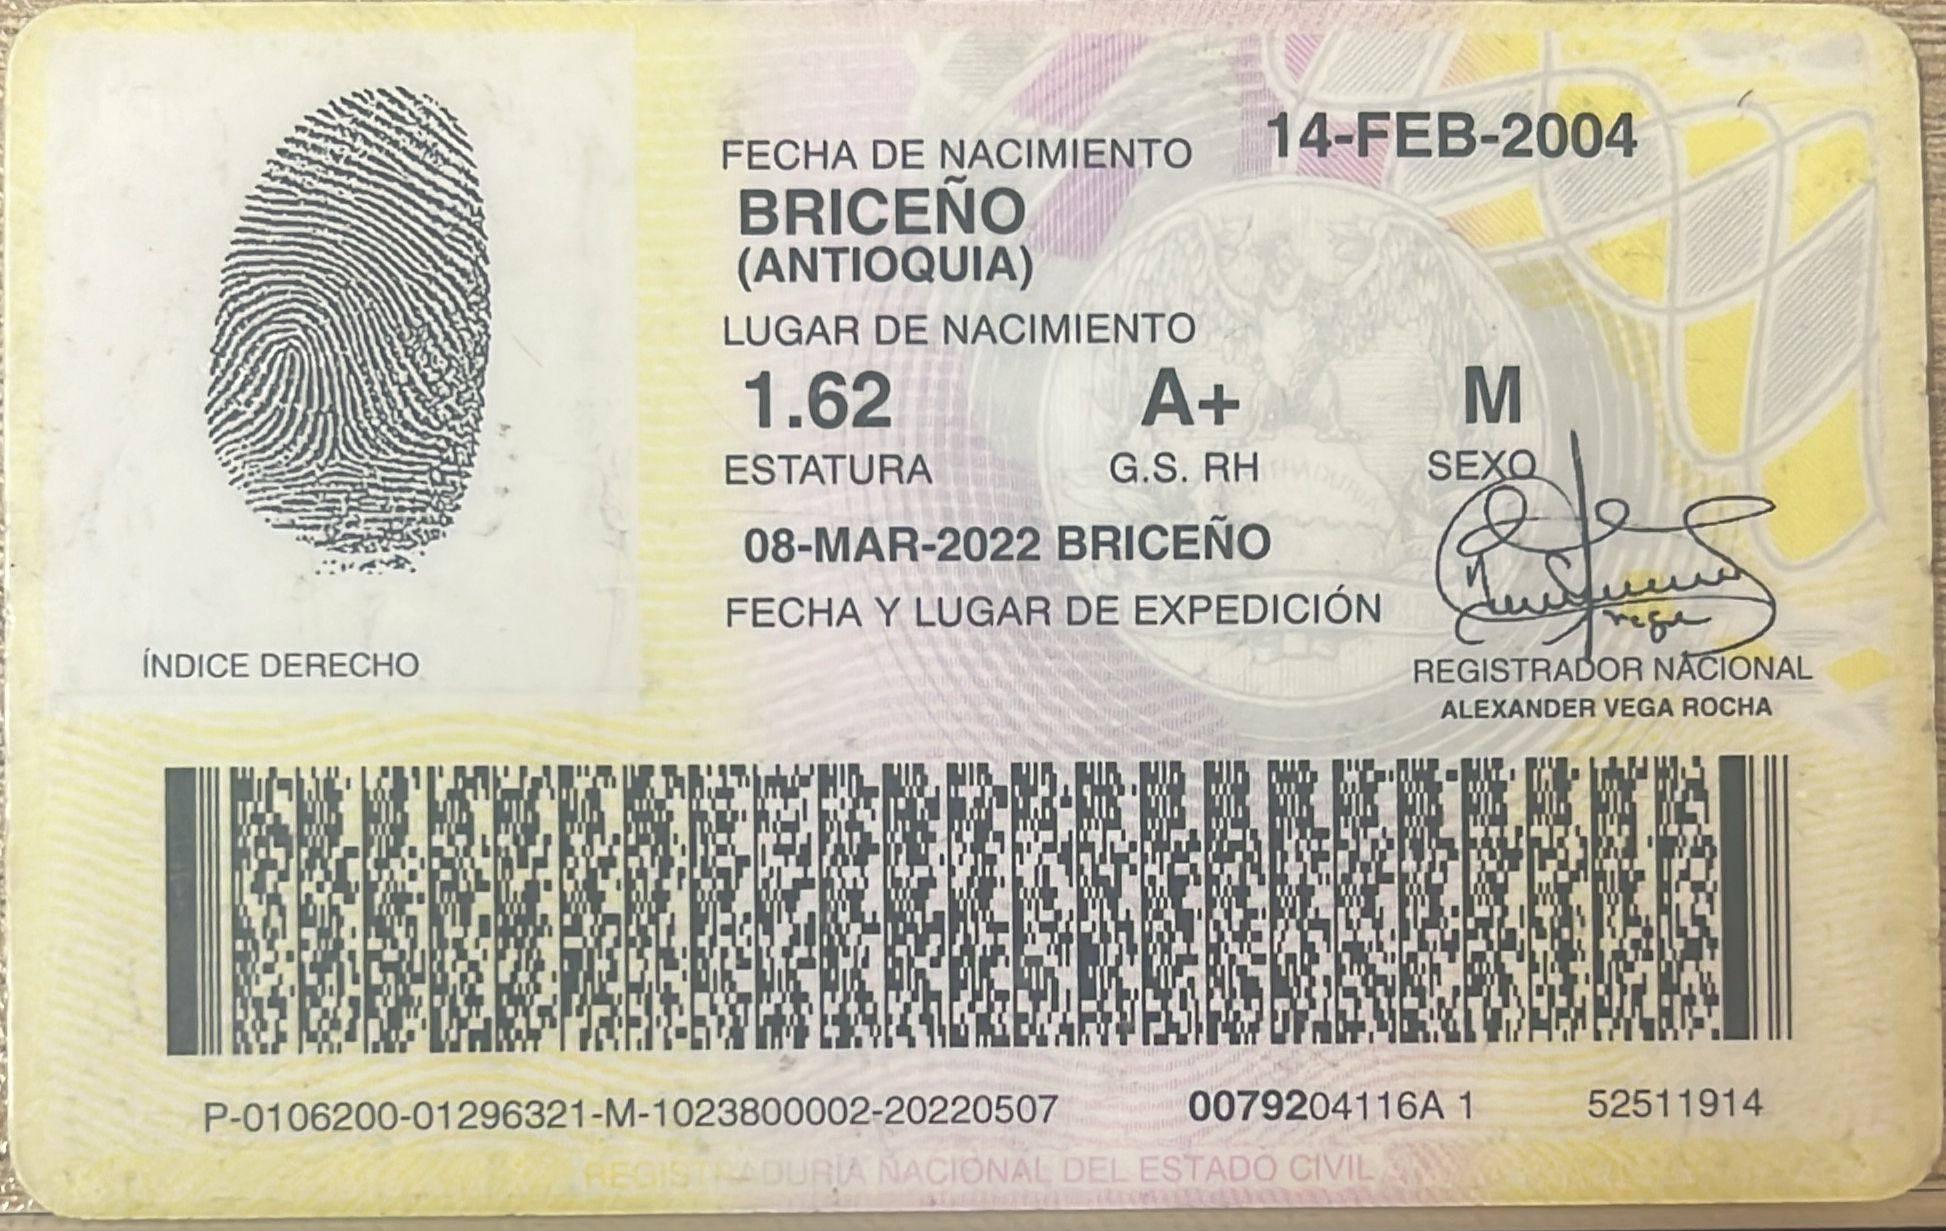 FECHA DE NACIMIENTO 14-FEB-2004
BRICEÑO
(ANTIOQUIA)
LUGAR DE NACIMIENTO
1.62 A+ M
ESTATURA G.S. RH SEXO
08-MAR-2022 BRICEÑO
FECHA Y LUGAR DE EXPEDICIÓN
ÍNDICE DERECHO
REGISTRADOR NACIONAL
ALEXANDER VEGA ROCHA
P-0106200-01296321-M-1023800002-20220507 0079204116A 1 52511914
REGISTRADURÍA NACIONAL DEL ESTADO CIVIL